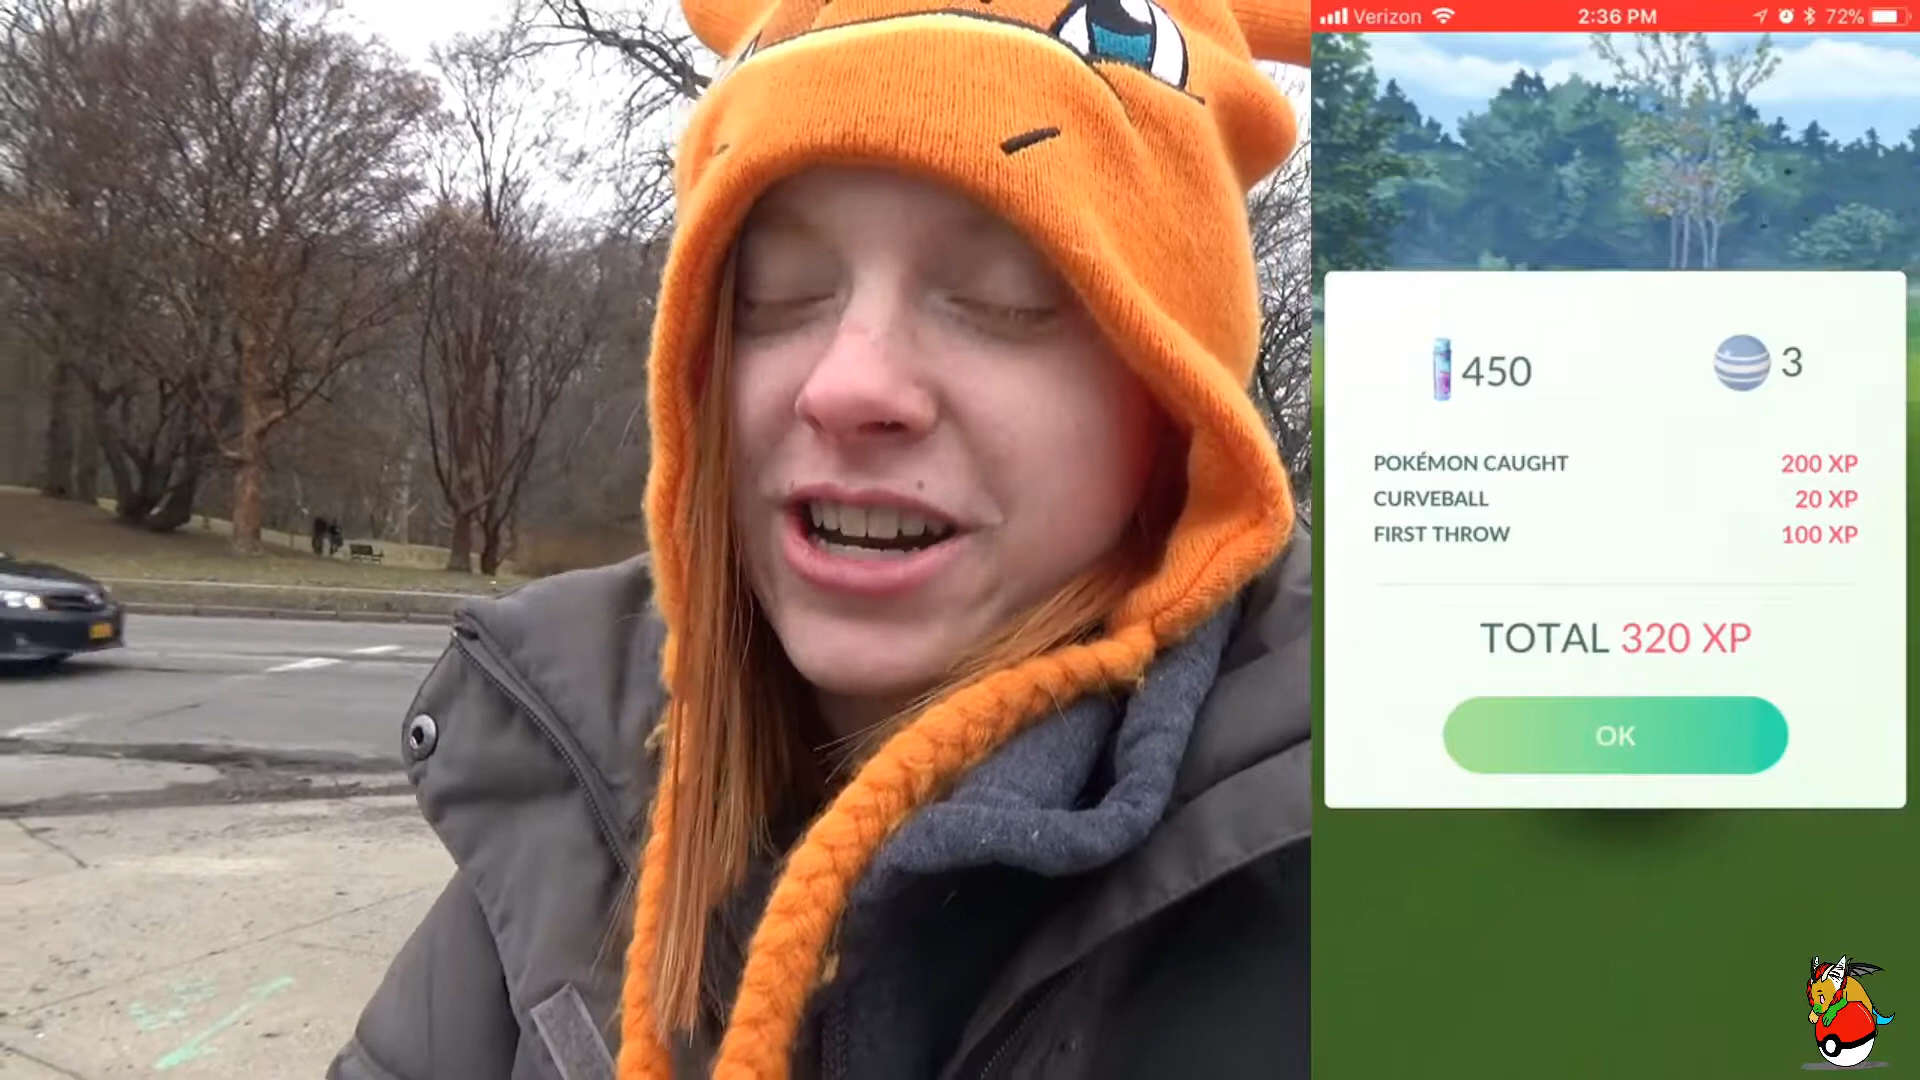 Verizon 2:36 PM 72%
450 3
POKÉMON CAUGHT 200 XP
CURVEBALL 20 XP
FIRST THROW 100 XP
TOTAL 320 XP
OK